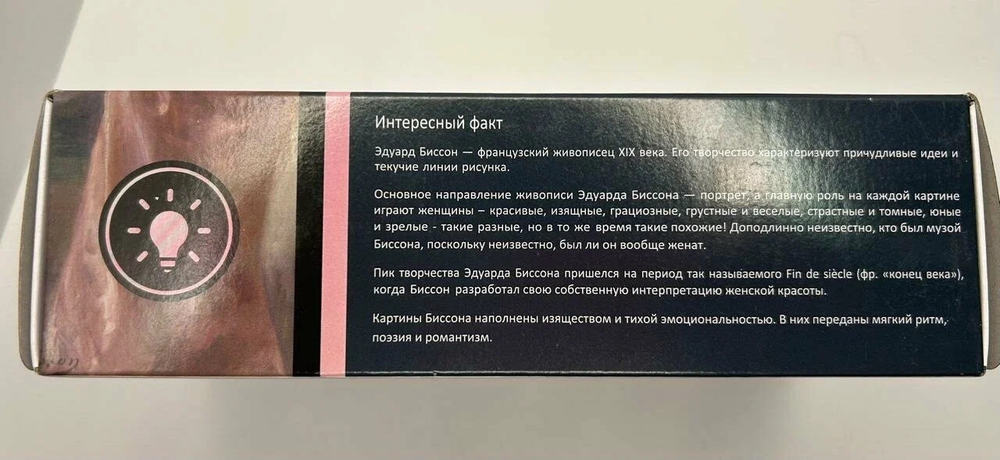 Интересный факт
Эдуард Биссон — французский живописец XIX века. Его творчество характеризуют причудливые идеи и
текучие линии рисунка.
Основное направление живописи Эдуарда Биссона — портрет, а главную роль на каждой картине
играют женщины – красивые, изящные, грациозные, грустные и веселые, страстные и томные, юные
и зрелые - такие разные, но в то же время такие похожие! Доподлинно неизвестно, кто был музой
Биссона, поскольку неизвестно, был ли он вообще женат.
Пик творчества Эдуарда Биссона пришелся на период так называемого Fin de siècle (фр. «конец века»),
когда Биссон разработал свою собственную интерпретацию женской красоты.
Картины Биссона наполнены изяществом и тихой эмоциональностью. В них переданы мягкий ритм,
поэзия и романтизм.